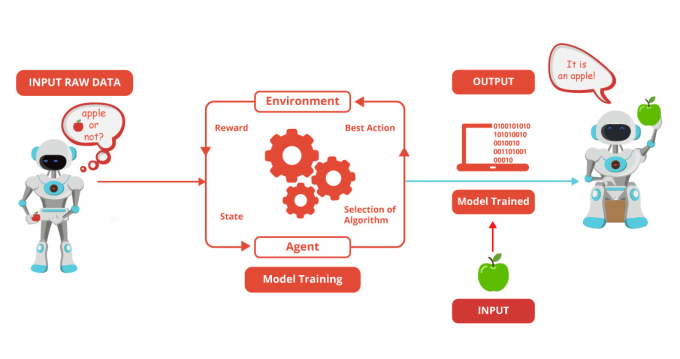 INPUT RAW DATA
apple
or
not?
Environment
Reward
Best Action
State
Selection of
Algorithm
Agent
Model Training
OUTPUT
0100101010
101010010
0010010
001101001
00010
Model Trained
INPUT
It is
an apple!